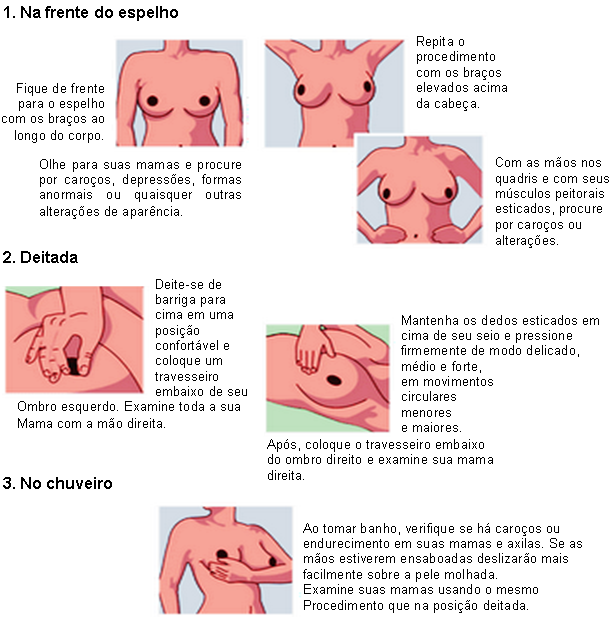 1. Na frente do espelho
Fique de frente
para o espelho
com os braços ao
longo do corpo.
Olhe para suas mamas e procure
por caroços, depressões, formas
anormais ou quaisquer outras
alterações de aparência.
Repita o
procedimento
com os braços
elevados acima
da cabeça.
Com as mãos nos
quadris e com seus
músculos peitorais
esticados, procure
por caroços ou
alterações.
2. Deitada
Deite-se de
barriga para
cima em uma
posição
confortável e
coloque um
travesseiro
embaixo de seu
Ombro esquerdo. Examine toda a sua
Mama com a mão direita.
Mantenha os dedos esticados em
cima de seu seio e pressione
firmemente de modo delicado,
médio e forte,
em movimentos
circulares
menores
e maiores.
Após, coloque o travesseiro embaixo
do ombro direito e examine sua mama
direita.
3. No chuveiro
Ao tomar banho, verifique se há caroços ou
endurecimento em suas mamas e axilas. Se as
mãos estiverem ensaboadas deslizarão mais
facilmente sobre a pele molhada.
Examine suas mamas usando o mesmo
Procedimento que na posição deitada.